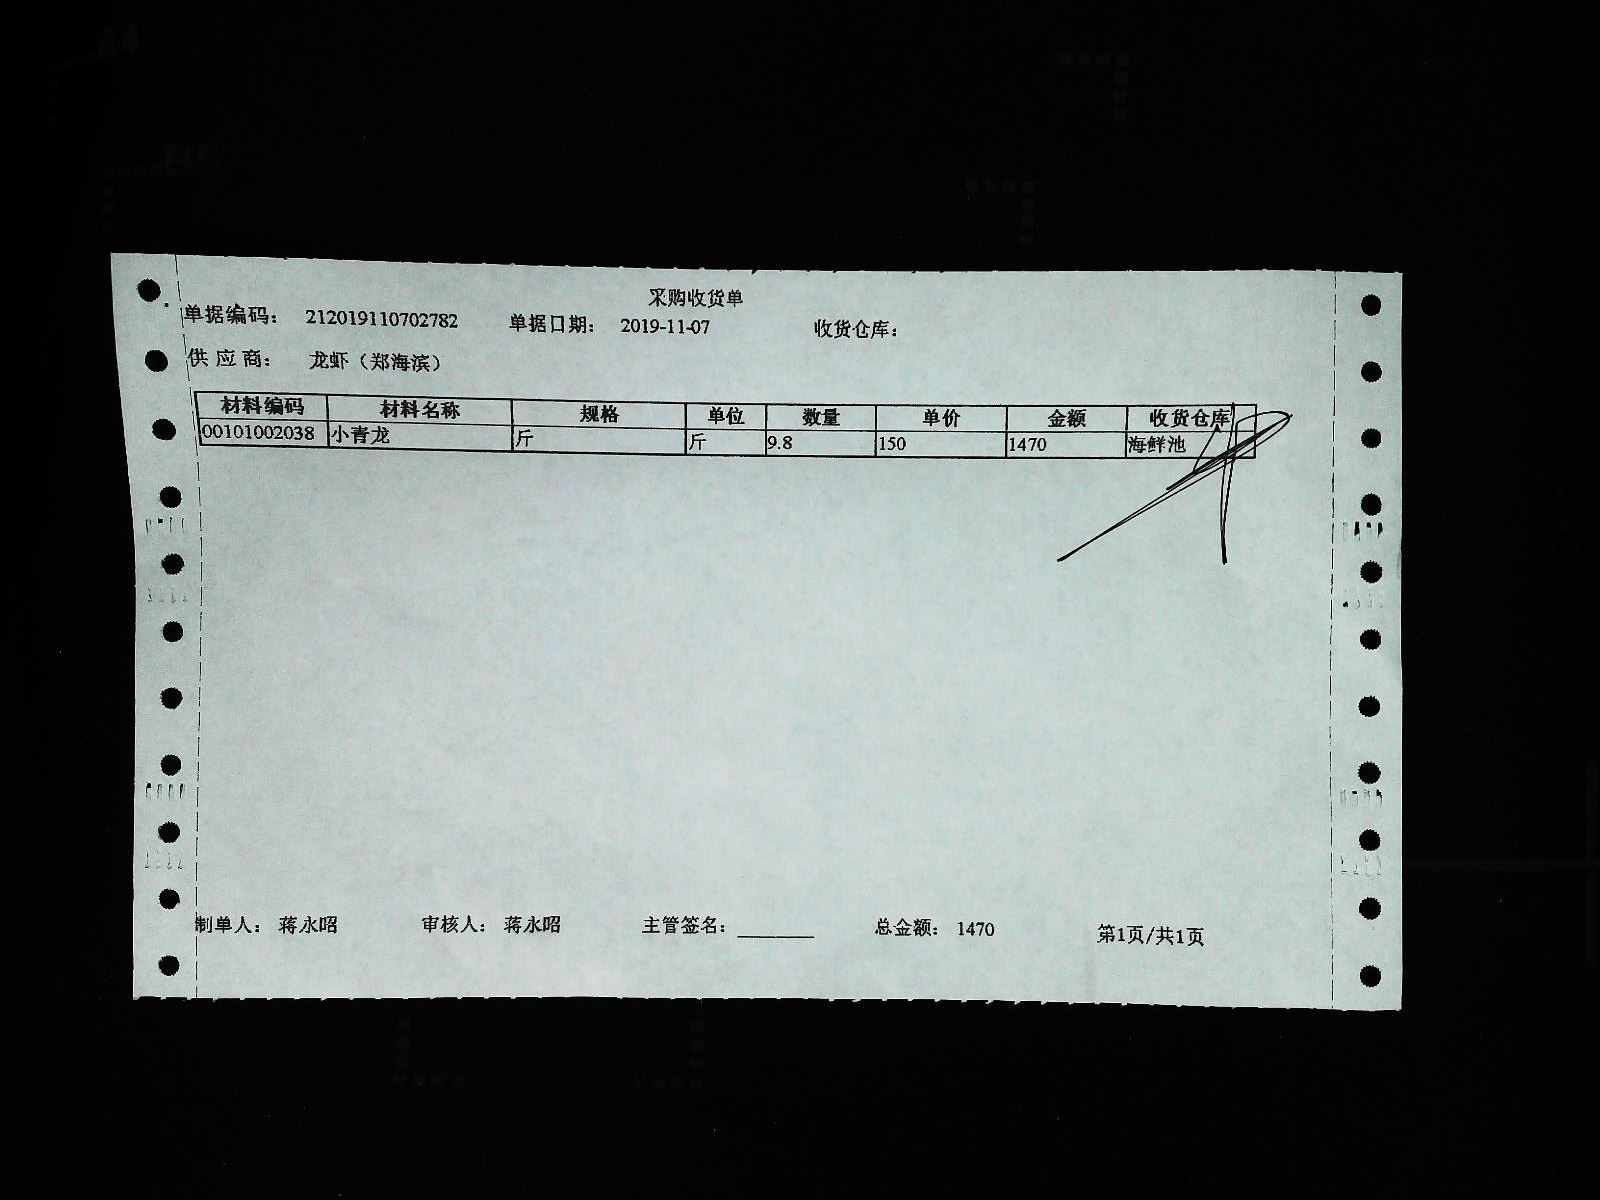 采购收货单
单据编码： 212019110702782 单据日期： 2019-11-07 收货仓库：
供应商： 龙虾（郑海滨）
材料编码 材料名称 规格 单位 数量 单价 金额 收货仓库
00101002038 小青龙 斤 斤 9.8 150 1470 海鲜池
制单人： 蒋永昭 审核人： 蒋永昭 主管签名：________ 总金额： 1470 第1页/共1页